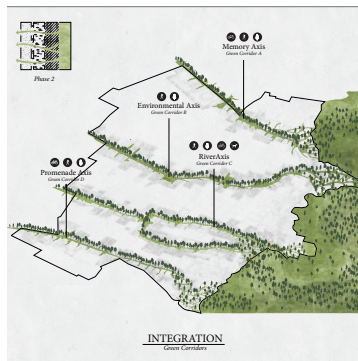 Phase 2
Memory Axis
Green Corridor A
Environmental Axis
Green Corridor B
RiverAxis
Green Corridor C
Promenade Axis
Green Corridor D
INTEGRATION
Green Corridors